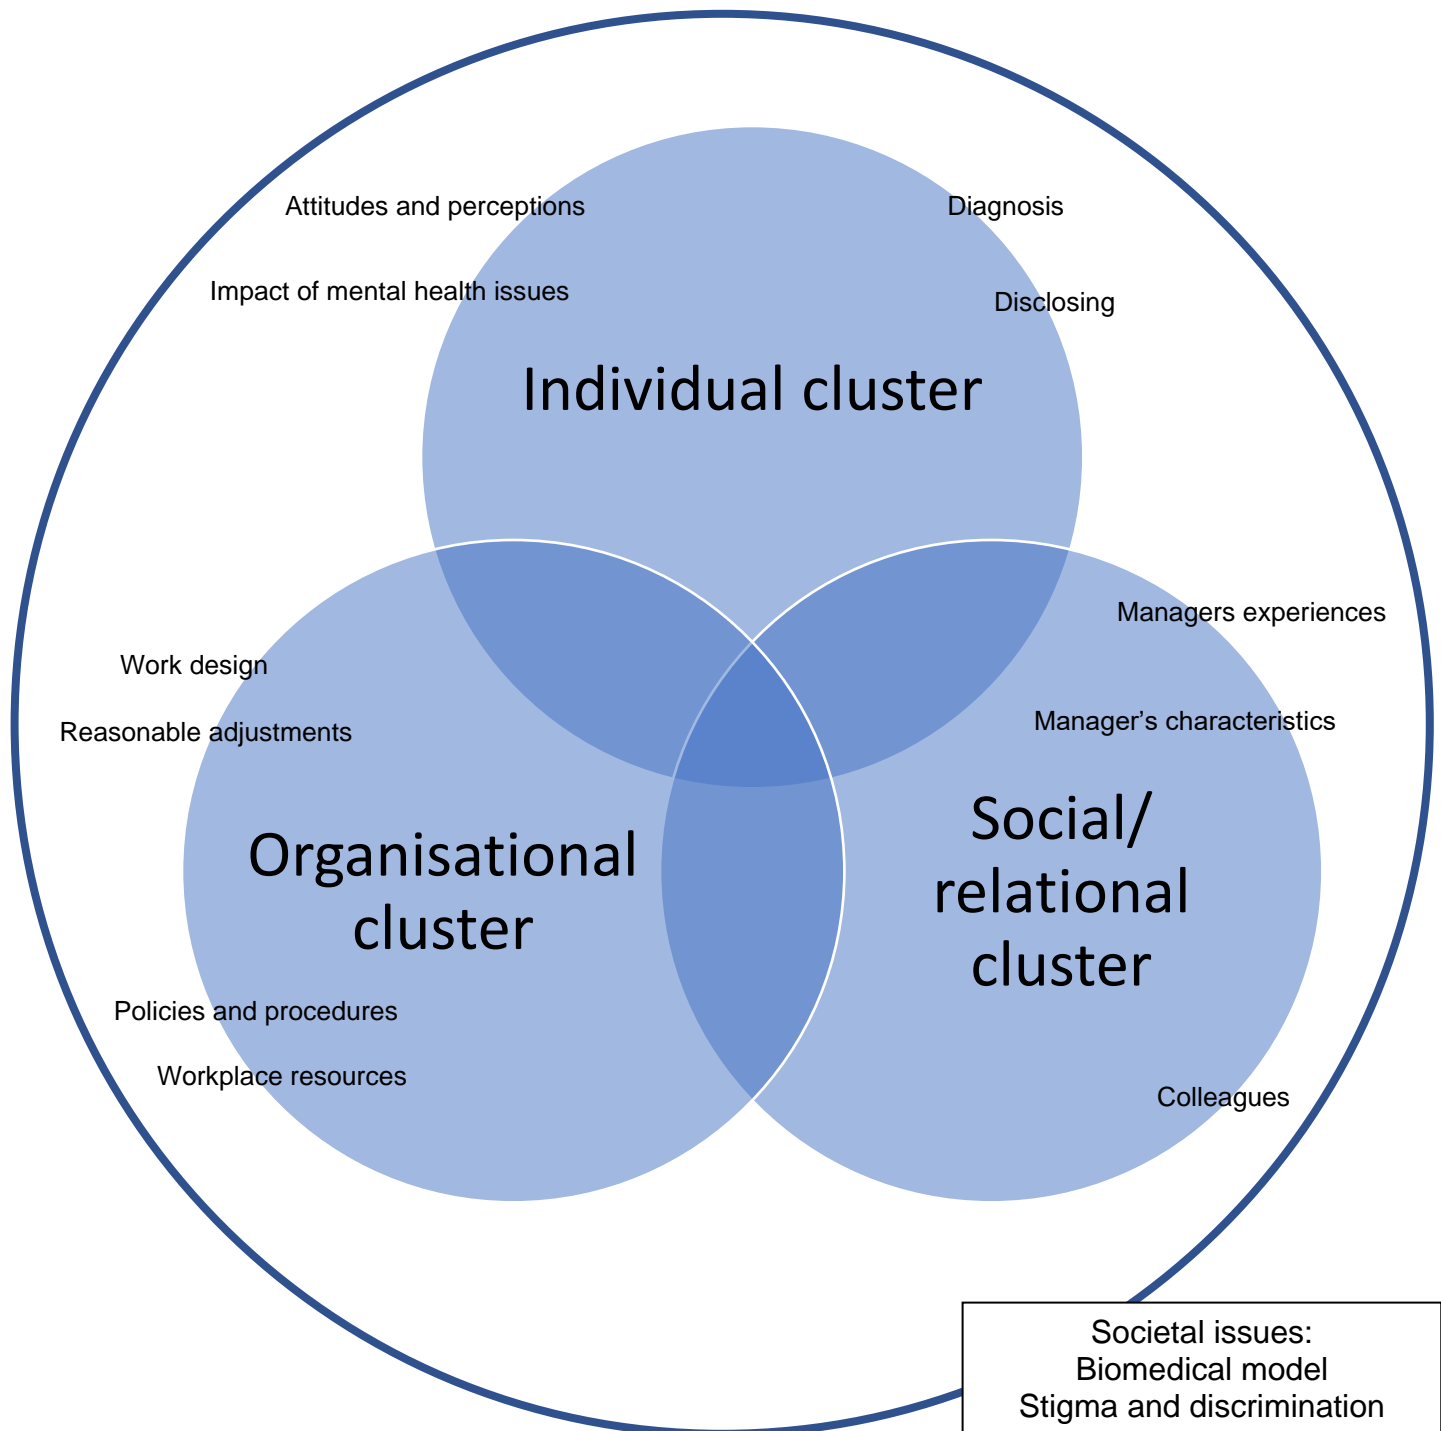 Attitudes and perceptions
Diagnosis
Impact of mental health issues
Disclosing
Individual cluster
Managers experiences
Work design
Manager’s characteristics
Reasonable adjustments
Social/
relational
cluster
Organisational
cluster
Policies and procedures
Workplace resources
Colleagues
Societal issues:
Biomedical model
Stigma and discrimination